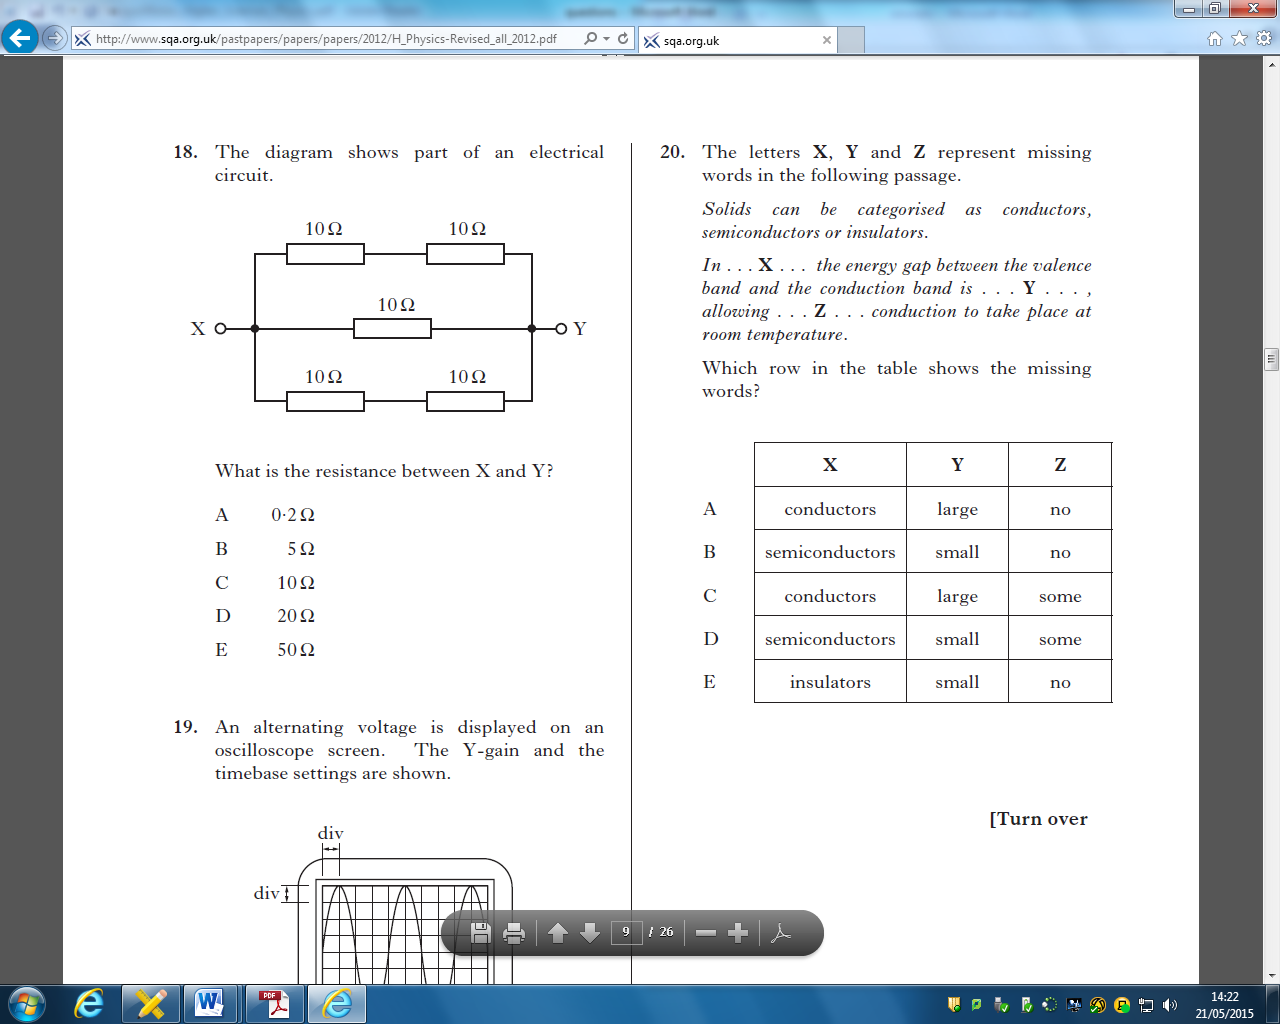 http://www.sqa.org.uk/pastpapers/papers/papers/2012/H_Physics-Revised_all_2012.pdf
sqa.org.uk
18. The diagram shows part of an electrical
circuit.
10 Ω 10 Ω
10 Ω
X Y
10 Ω 10 Ω
What is the resistance between X and Y?
A 0·2 Ω
B 5 Ω
C 10 Ω
D 20 Ω
E 50 Ω
19. An alternating voltage is displayed on an
oscilloscope screen. The Y-gain and the
timebase settings are shown.
div
div
20. The letters X, Y and Z represent missing
words in the following passage.
Solids can be categorised as conductors,
semiconductors or insulators.
In . . . X . . . the energy gap between the valence
band and the conduction band is . . . Y . . . ,
allowing . . . Z . . . conduction to take place at
room temperature.
Which row in the table shows the missing
words?
X Y Z
A conductors large no
B semiconductors small no
C conductors large some
D semiconductors small some
E insulators small no
[Turn over
9 / 26
PDF
14:22
21/05/2015